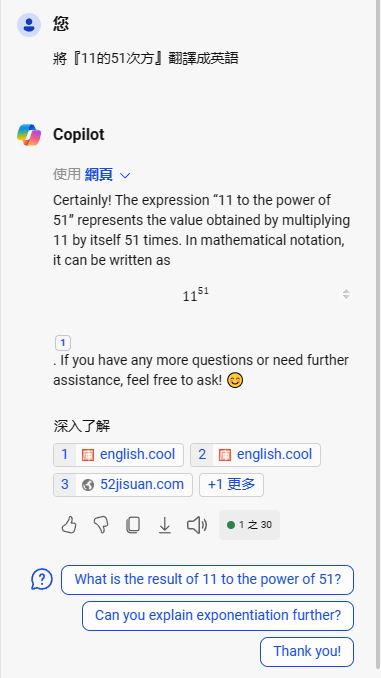 您
將『11的51次方』翻譯成英語
Copilot
使用 網頁
Certainly! The expression “11 to the power of
51” represents the value obtained by multiplying
11 by itself 51 times. In mathematical notation,
it can be written as
11⁵¹
1
. If you have any more questions or need further
assistance, feel free to ask! 😊
深入了解
1 english.cool 2 english.cool
3 52jisuan.com +1 更多
1 之 30
What is the result of 11 to the power of 51?
Can you explain exponentiation further?
Thank you!